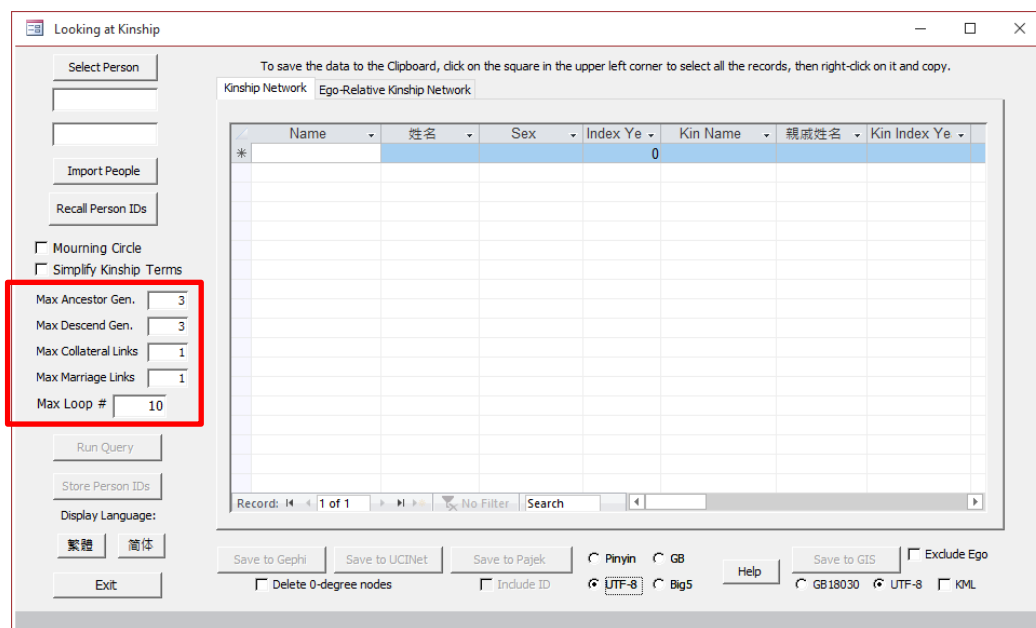 Looking at Kinship
Select Person
To save the data to the Clipboard, click on the square in the upper left corner to select all the records, then right-click on it and copy.
Kinship Network Ego-Relative Kinship Network
Name 姓名 Sex Index Ye Kin Name 親戚姓名 Kin Index Ye
0
Import People
Recall Person IDs
Mourning Circle
Simplify Kinship Terms
Max Ancestor Gen. 3
Max Descend Gen. 3
Max Collateral Links 1
Max Marriage Links 1
Max Loop # 10
Run Query
Store Person IDs
Record: 1 of 1 No Filter Search
Display Language:
繁體 简体
Exit
Save to Gephi Save to UCINet Save to Pajek Pinyin GB Help Save to GIS Exclude Ego
Delete 0-degree nodes Include ID UTF-8 Big5 GB18030 UTF-8 KML